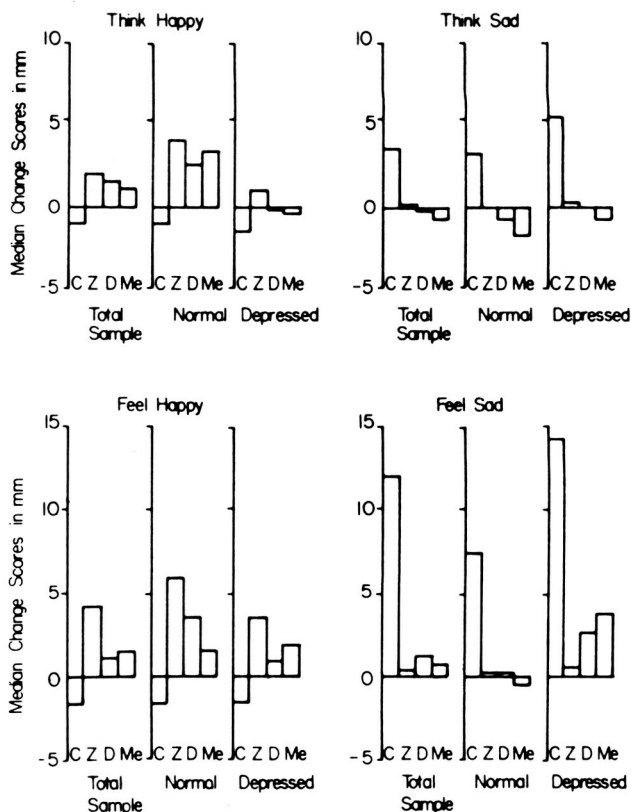 Think Happy
Think Sad
Median Change Scores in mm
10
5
0
-5
C Z D Me
C Z D Me
C Z D Me
Total Sample
Normal
Depressed
10
5
0
-5
C Z D Me
C Z D Me
C Z D Me
Total Sample
Normal
Depressed
Feel Happy
Feel Sad
Median Change Scores in mm
15
10
5
0
-5
C Z D Me
C Z D Me
C Z D Me
Total Sample
Normal
Depressed
15
10
5
0
-5
C Z D Me
C Z D Me
C Z D Me
Total Sample
Normal
Depressed